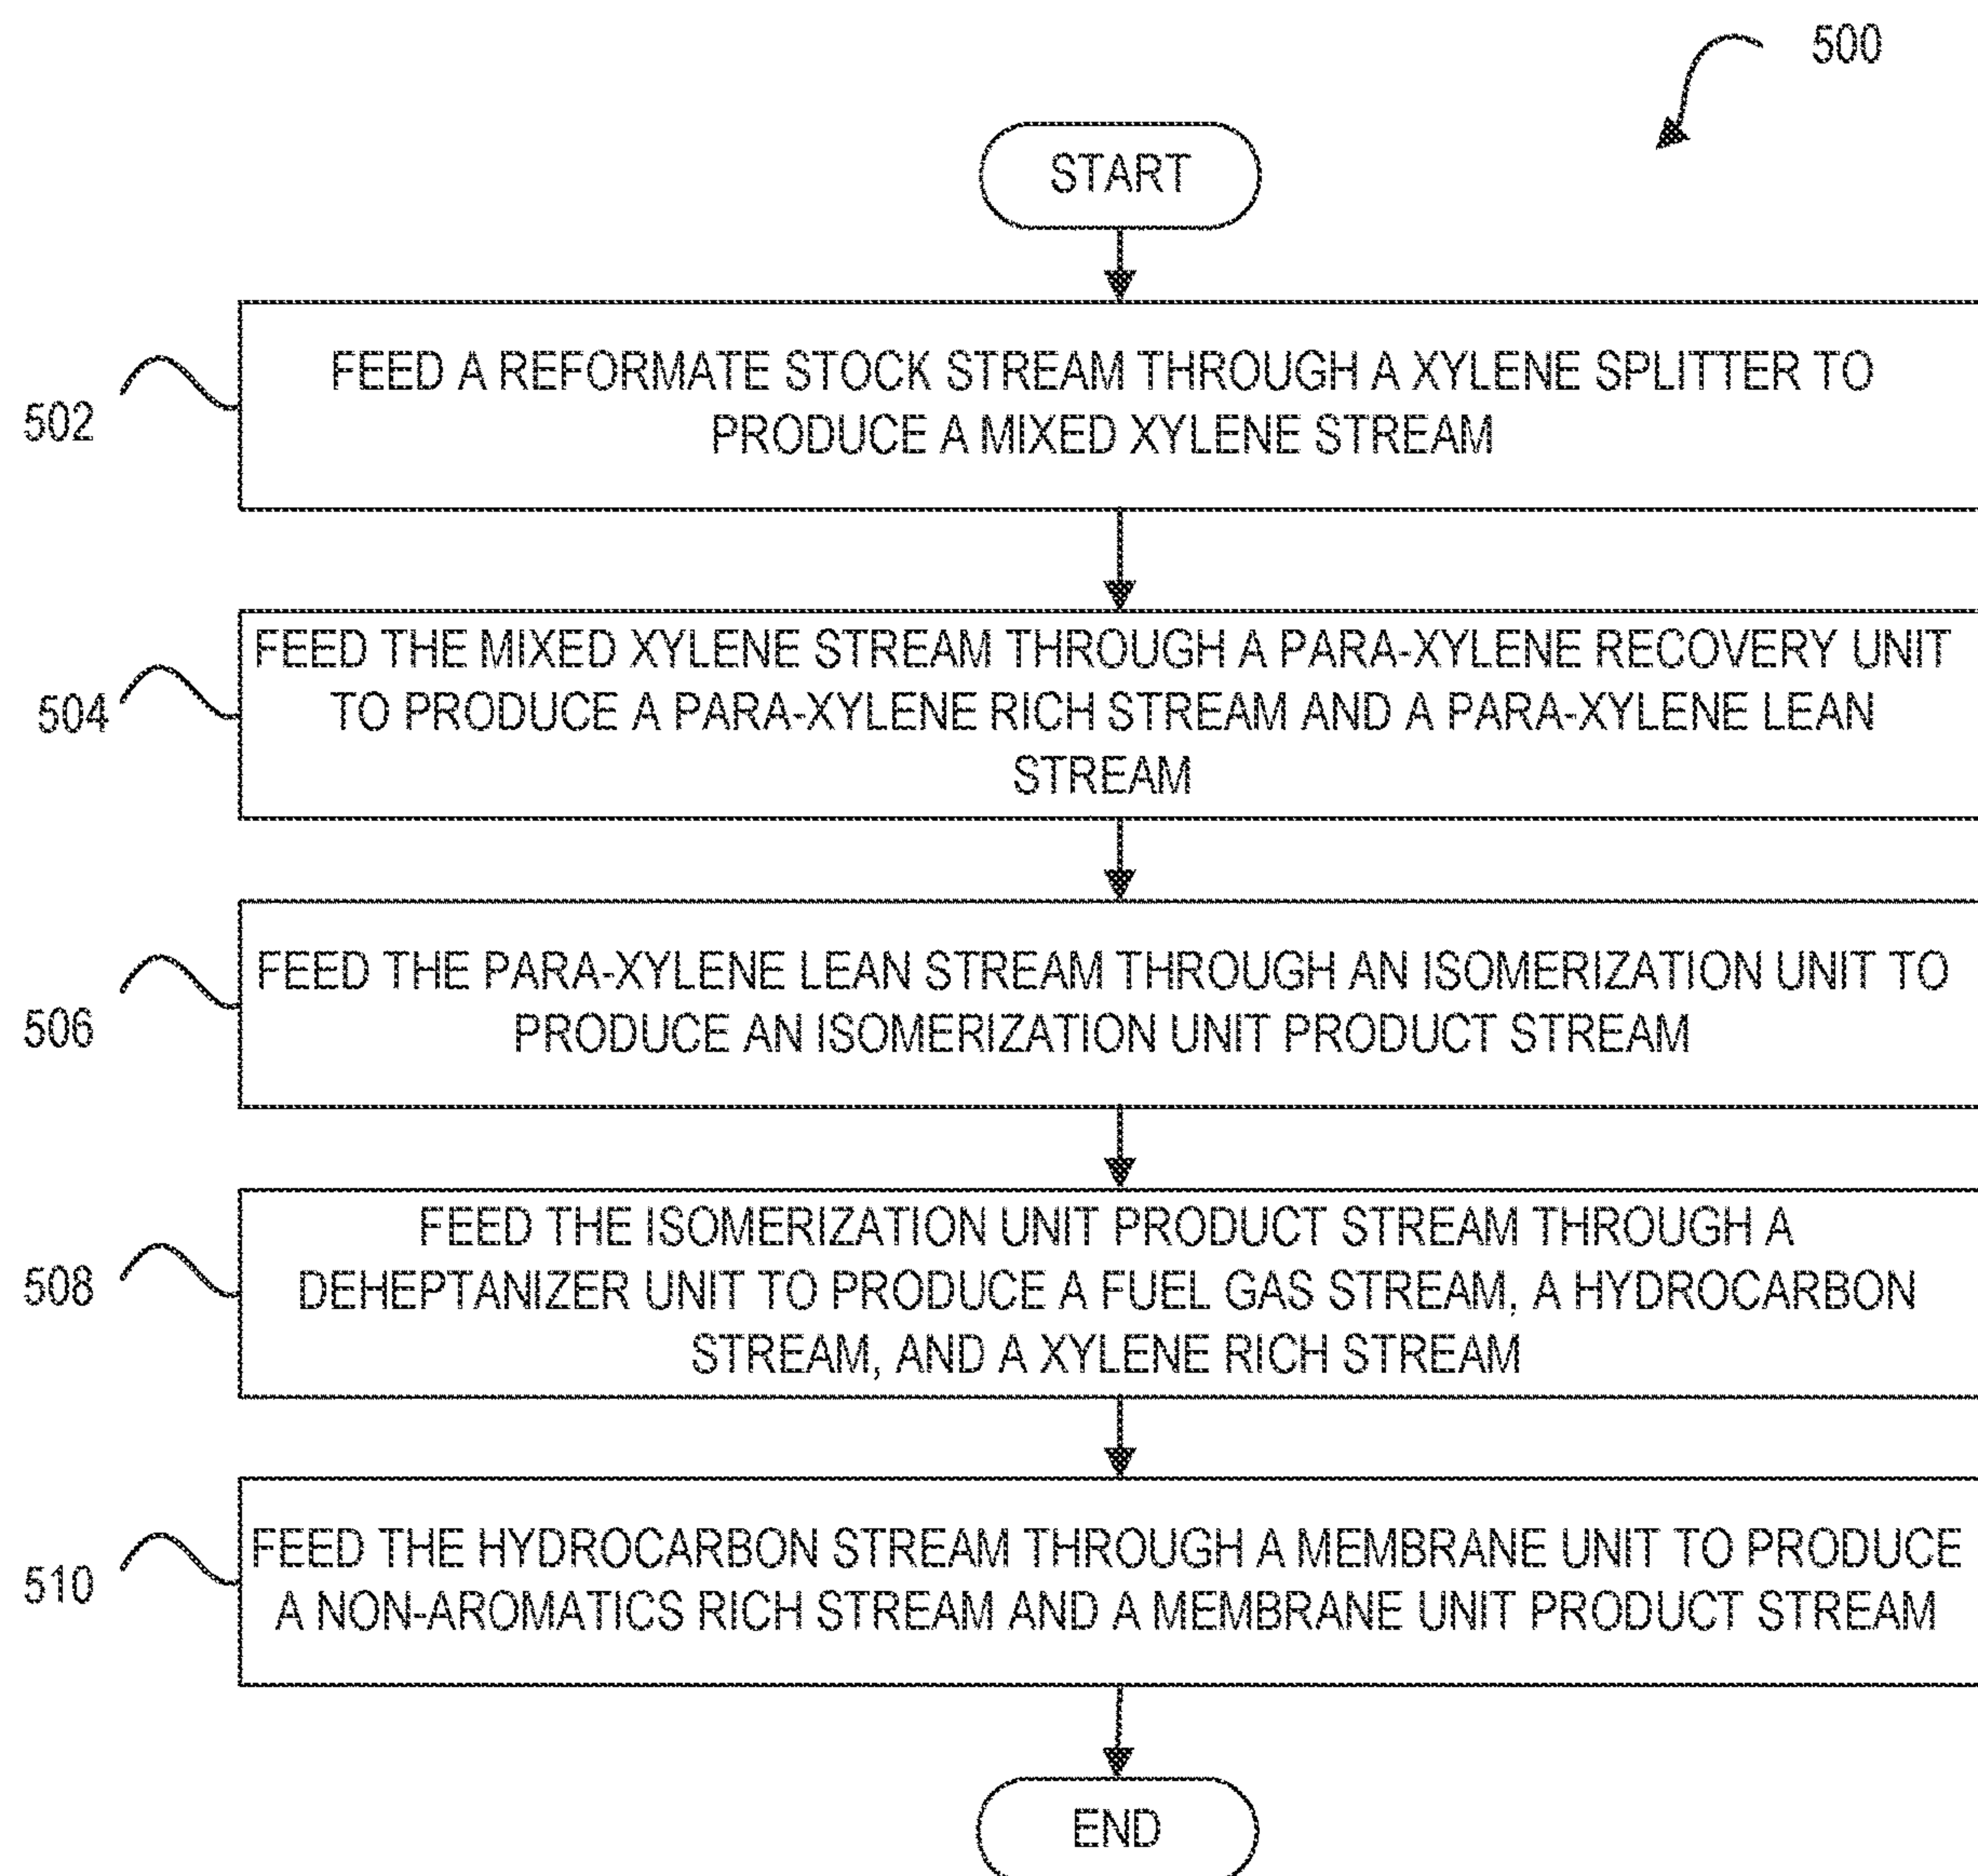 500
START
502
FEED A REFORMATE STOCK STREAM THROUGH A XYLENE SPLITTER TO
PRODUCE A MIXED XYLENE STREAM
504
FEED THE MIXED XYLENE STREAM THROUGH A PARA-XYLENE RECOVERY UNIT
TO PRODUCE A PARA-XYLENE RICH STREAM AND A PARA-XYLENE LEAN
STREAM
506
FEED THE PARA-XYLENE LEAN STREAM THROUGH AN ISOMERIZATION UNIT TO
PRODUCE AN ISOMERIZATION UNIT PRODUCT STREAM
508
FEED THE ISOMERIZATION UNIT PRODUCT STREAM THROUGH A
DEHEPTANIZER UNIT TO PRODUCE A FUEL GAS STREAM, A HYDROCARBON
STREAM, AND A XYLENE RICH STREAM
510
FEED THE HYDROCARBON STREAM THROUGH A MEMBRANE UNIT TO PRODUCE
A NON-AROMATICS RICH STREAM AND A MEMBRANE UNIT PRODUCT STREAM
END